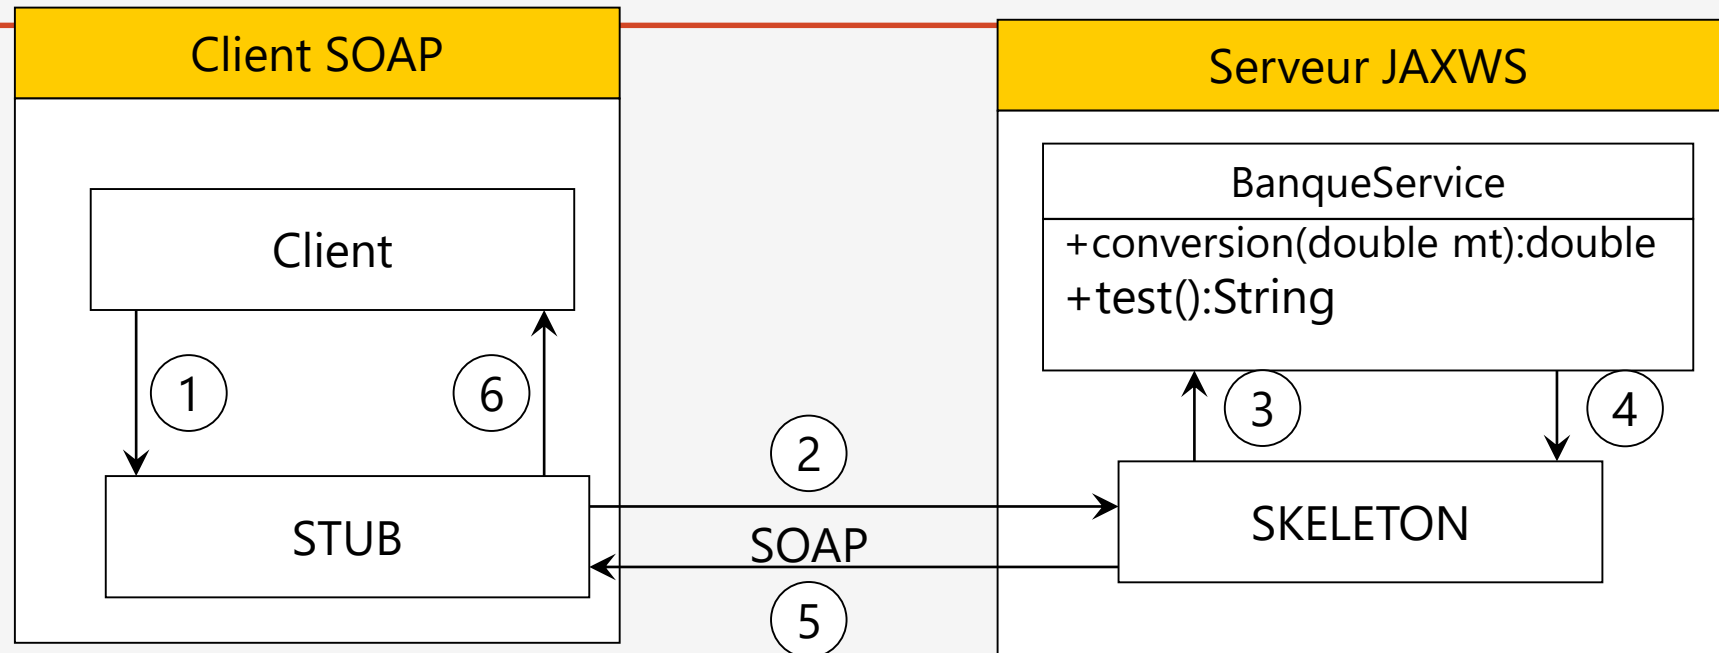 Client SOAP
Serveur JAXWS
BanqueService
+conversion(double mt):double
+test():String
Client
1
6
3
4
2
SOAP
5
STUB
SKELETON